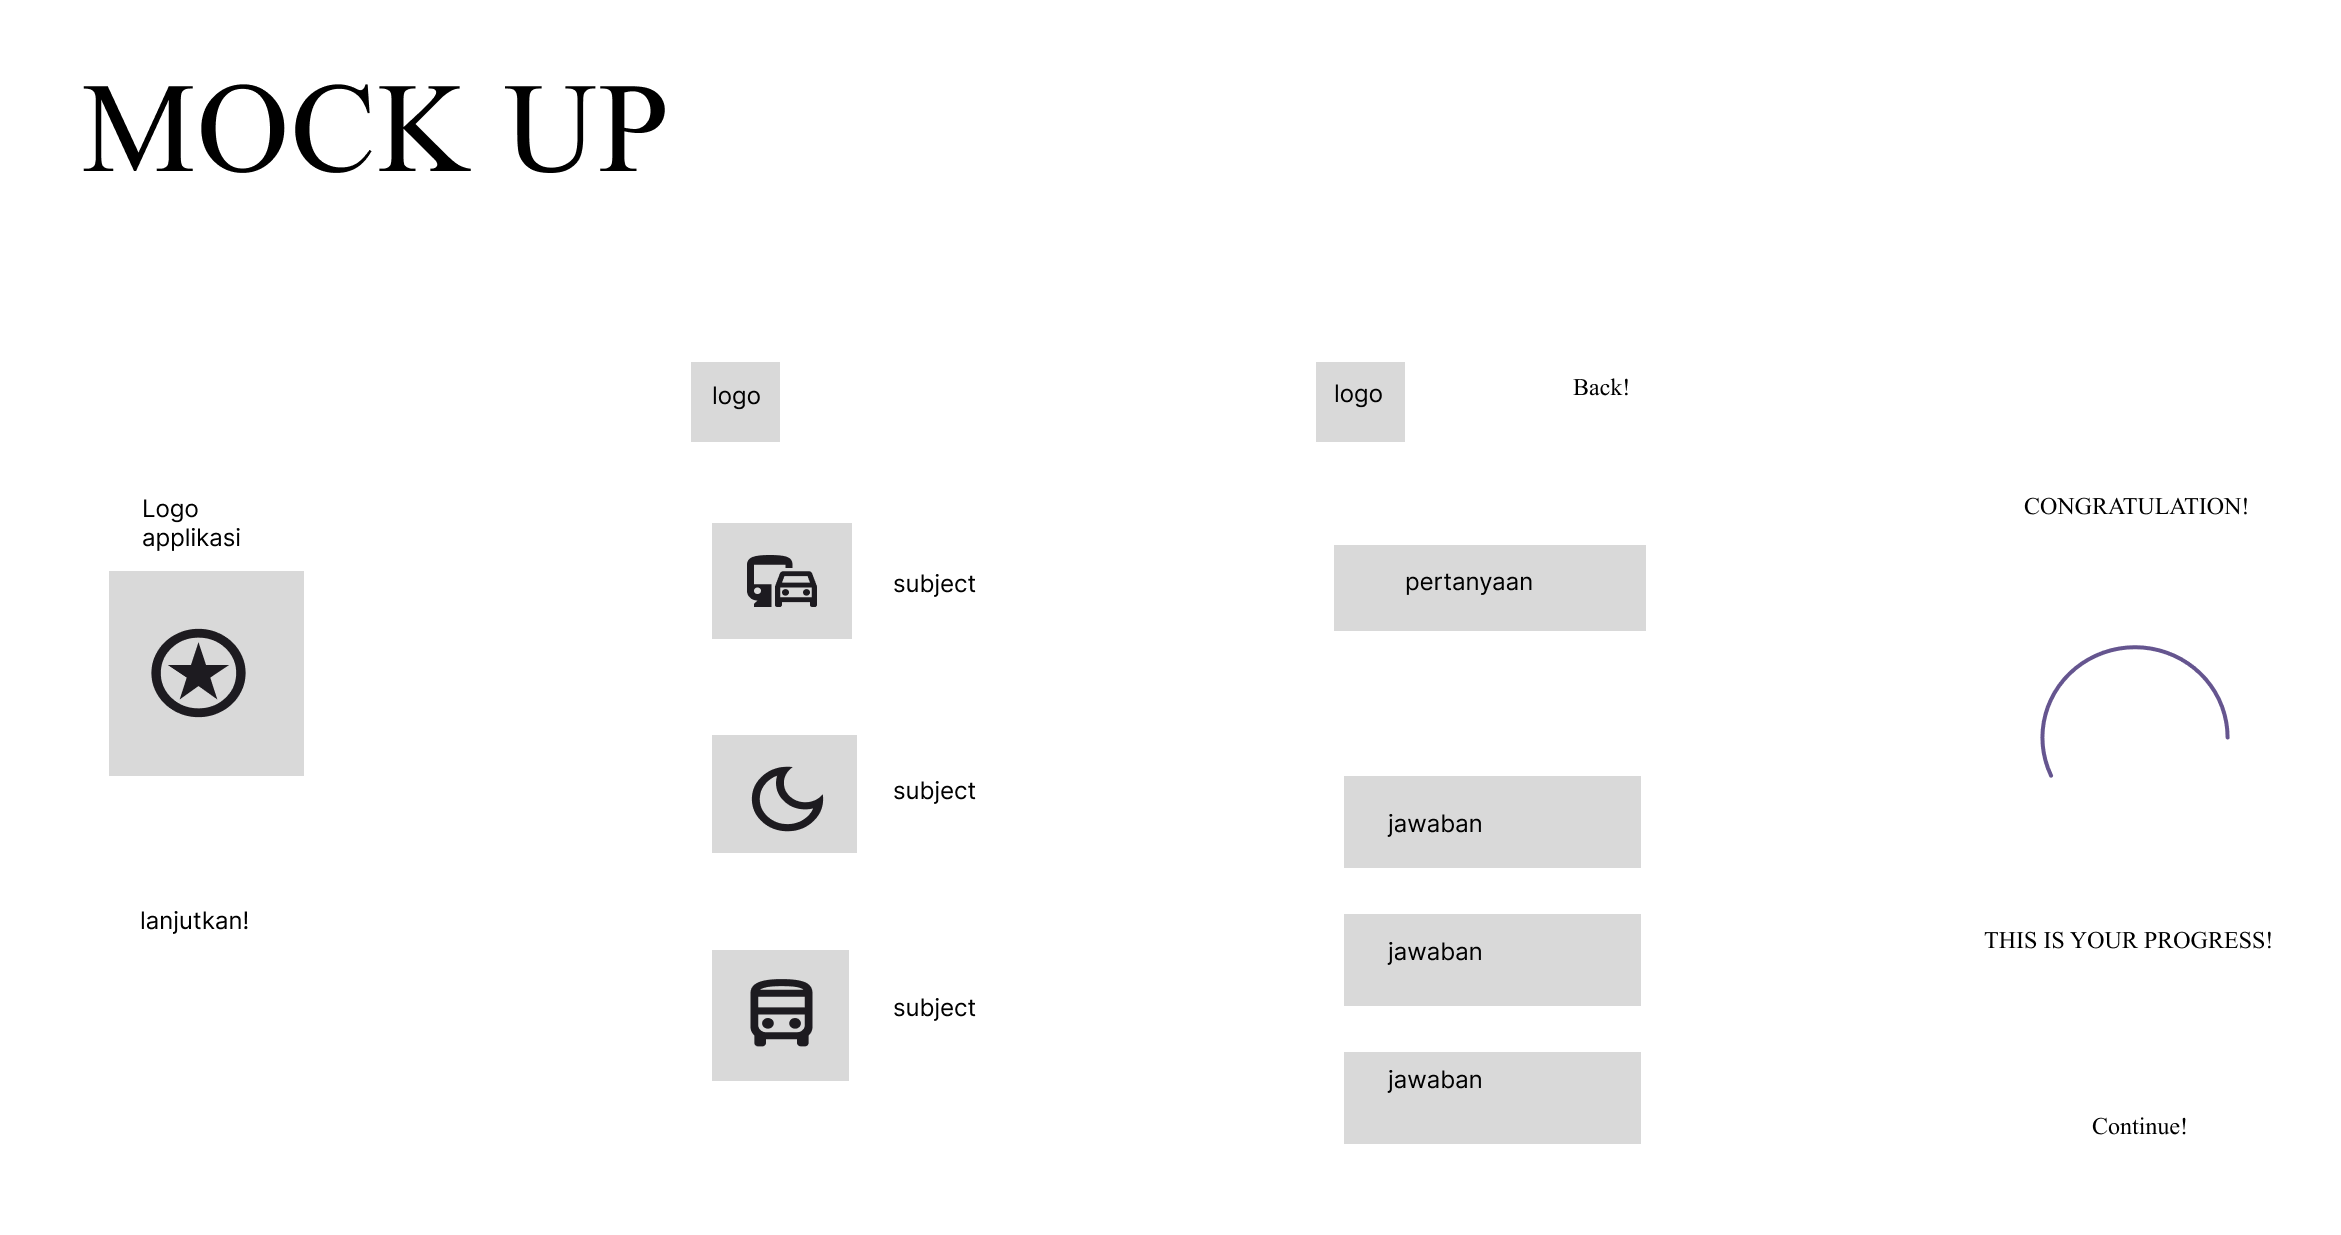 MOCK UP
Logo
applikasi
lanjutkan!
logo
subject
subject
subject
logo
Back!
pertanyaan
jawaban
jawaban
jawaban
CONGRATULATION!
THIS IS YOUR PROGRESS!
Continue!